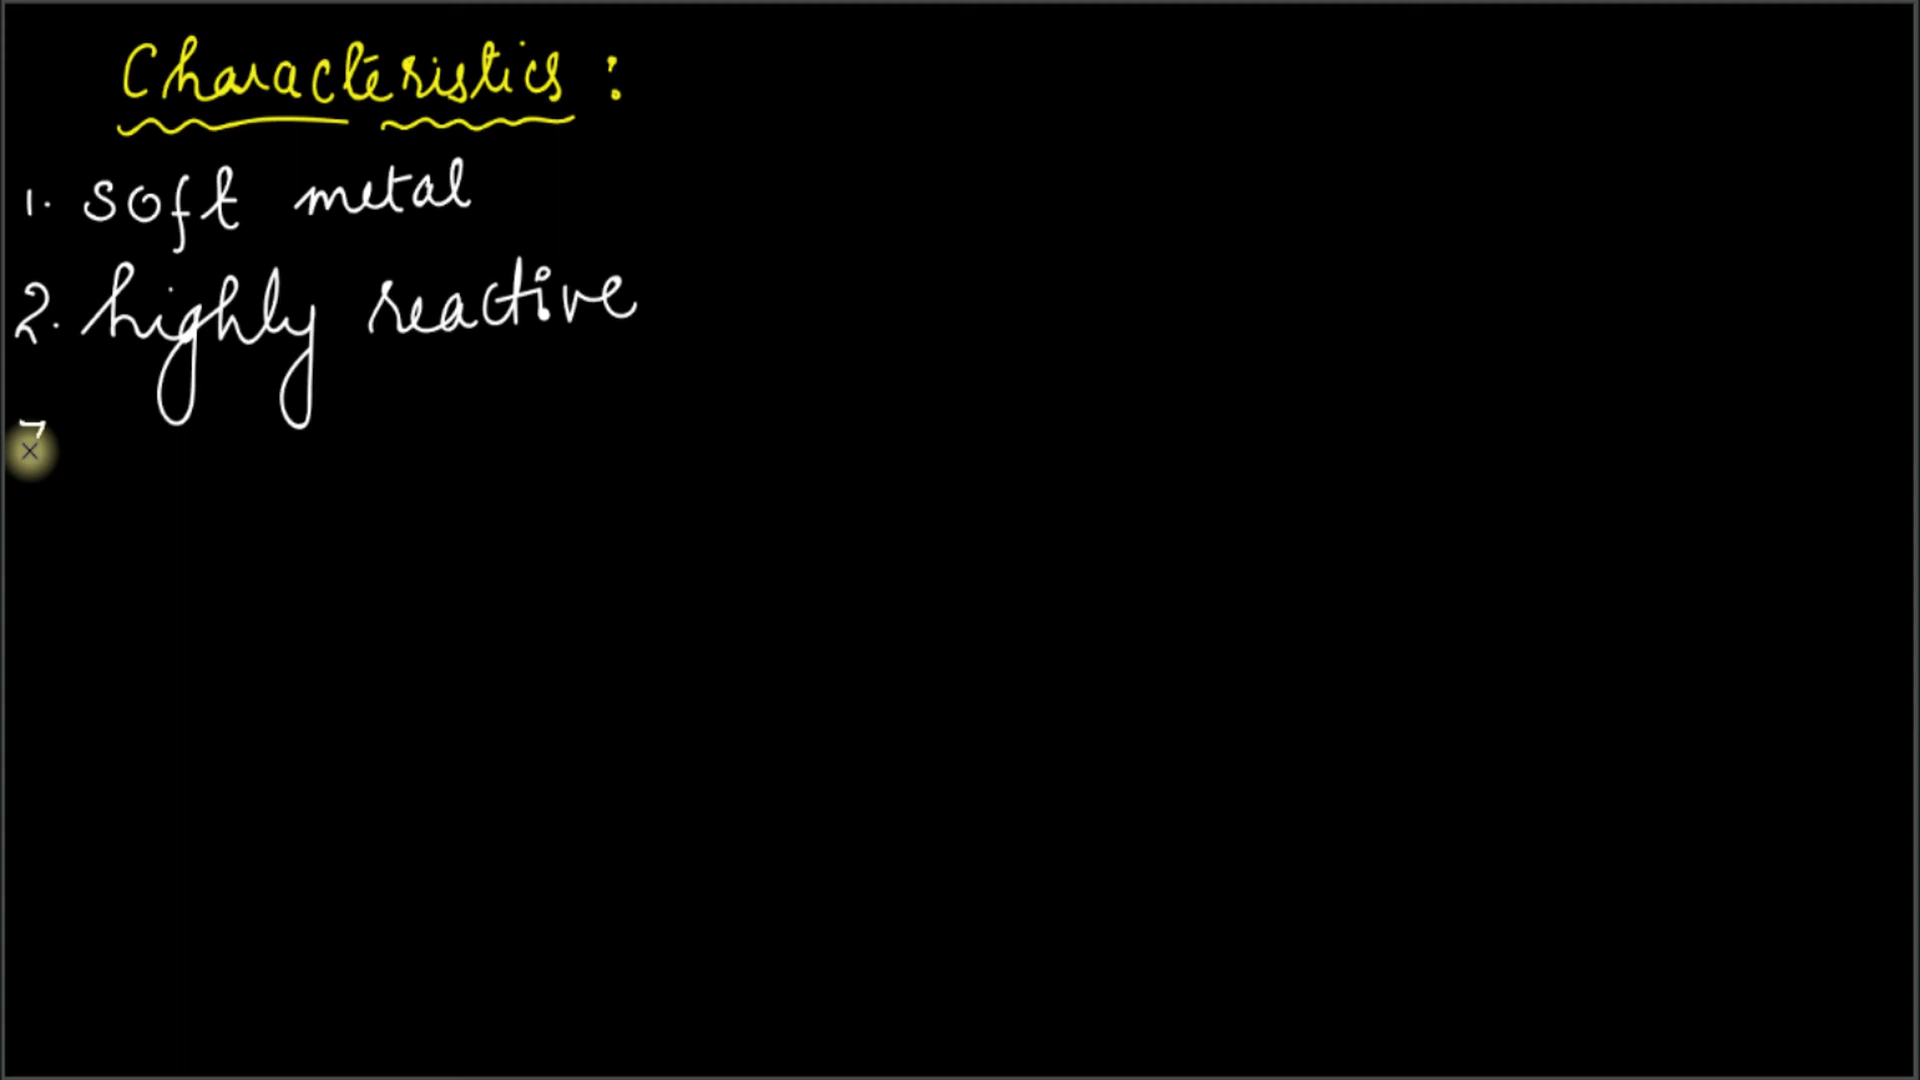 Characteristics :
1. soft metal
2. highly reactive